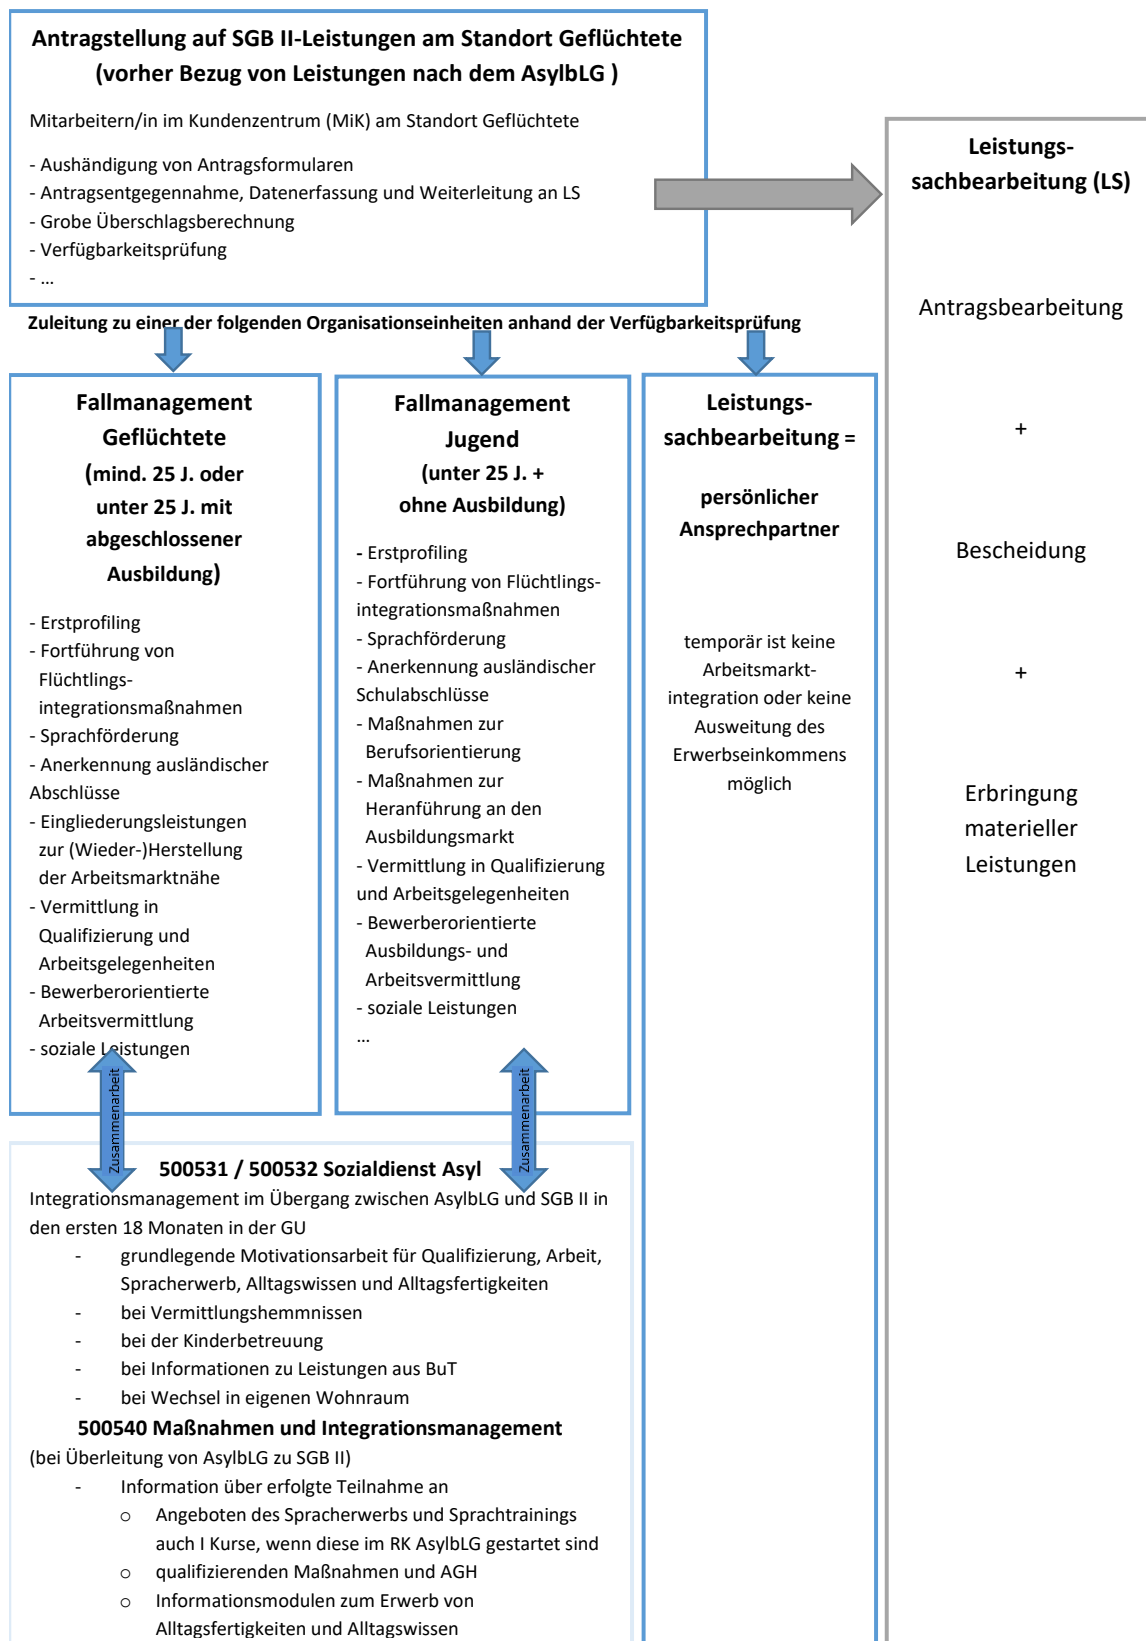 Antragstellung auf SGB II-Leistungen am Standort Geflüchtete
(vorher Bezug von Leistungen nach dem AsylbLG )
Mitarbeitern/in im Kundenzentrum (MiK) am Standort Geflüchtete
- Aushändigung von Antragsformularen
- Antragsentgegennahme, Datenerfassung und Weiterleitung an LS
- Grobe Überschlagsberechnung
- Verfügbarkeitsprüfung
- ...
Leistungs-
sachbearbeitung (LS)
Antragsbearbeitung
+
Bescheidung
+
Erbringung
materieller
Leistungen
Zuleitung zu einer der folgenden Organisationseinheiten anhand der Verfügbarkeitsprüfung
Fallmanagement
Geflüchtete
(mind. 25 J. oder
unter 25 J. mit
abgeschlossener
Ausbildung)
- Erstprofiling
- Fortführung von
Flüchtlings-
integrationsmaßnahmen
- Sprachförderung
- Anerkennung ausländischer
Abschlüsse
- Eingliederungsleistungen
zur (Wieder-)Herstellung
der Arbeitsmarktnähe
- Vermittlung in
Qualifizierung und
Arbeitsgelegenheiten
- Bewerberorientierte
Arbeitsvermittlung
- soziale Leistungen
Fallmanagement
Jugend
(unter 25 J. +
ohne Ausbildung)
- Erstprofiling
- Fortführung von Flüchtlings-
integrationsmaßnahmen
- Sprachförderung
- Anerkennung ausländischer
Schulabschlüsse
- Maßnahmen zur
Berufsorientierung
- Maßnahmen zur
Heranführung an den
Ausbildungsmarkt
- Vermittlung in Qualifizierung
und Arbeitsgelegenheiten
- Bewerberorientierte
Ausbildungs- und
Arbeitsvermittlung
- soziale Leistungen
...
Leistungs-
sachbearbeitung =
persönlicher
Ansprechpartner
temporär ist keine
Arbeitsmarkt-
integration oder keine
Ausweitung des
Erwerbseinkommens
möglich
Zusammenarbeit
Zusammenarbeit
500531 / 500532 Sozialdienst Asyl
Integrationsmanagement im Übergang zwischen AsylbLG und SGB II in
den ersten 18 Monaten in der GU
- grundlegende Motivationsarbeit für Qualifizierung, Arbeit,
Spracherwerb, Alltagswissen und Alltagsfertigkeiten
- bei Vermittlungshemmnissen
- bei der Kinderbetreuung
- bei Informationen zu Leistungen aus BuT
- bei Wechsel in eigenen Wohnraum
500540 Maßnahmen und Integrationsmanagement
(bei Überleitung von AsylbLG zu SGB II)
- Information über erfolgte Teilnahme an
o Angeboten des Spracherwerbs und Sprachtrainings
auch I Kurse, wenn diese im RK AsylbLG gestartet sind
o qualifizierenden Maßnahmen und AGH
o Informationsmodulen zum Erwerb von
Alltagsfertigkeiten und Alltagswissen